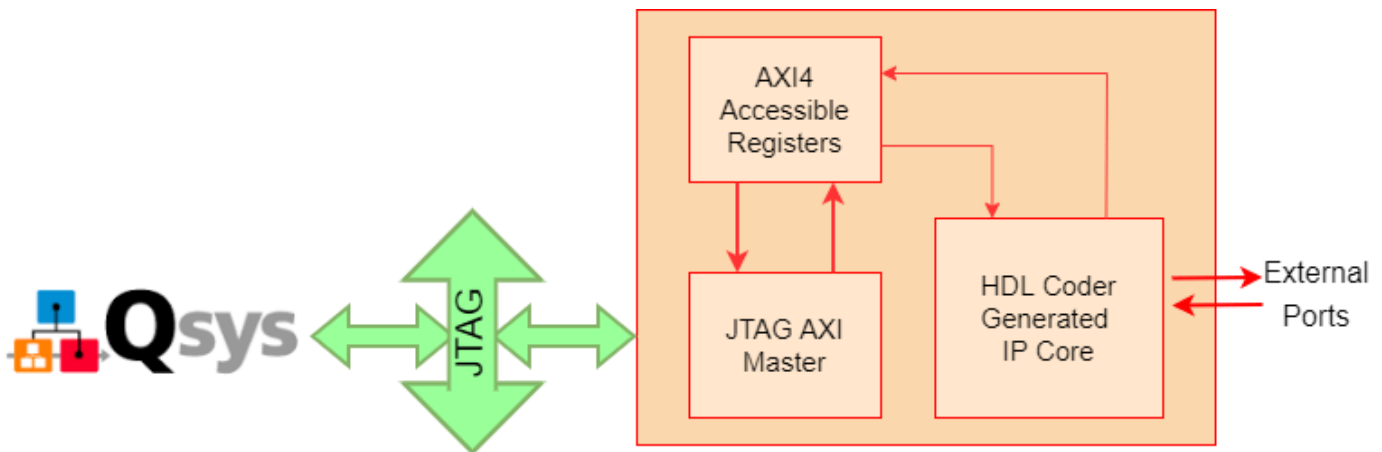 AXI4
Accessible
Registers
Qsys
JTAG
JTAG AXI
Master
HDL Coder
Generated
IP Core
External
Ports